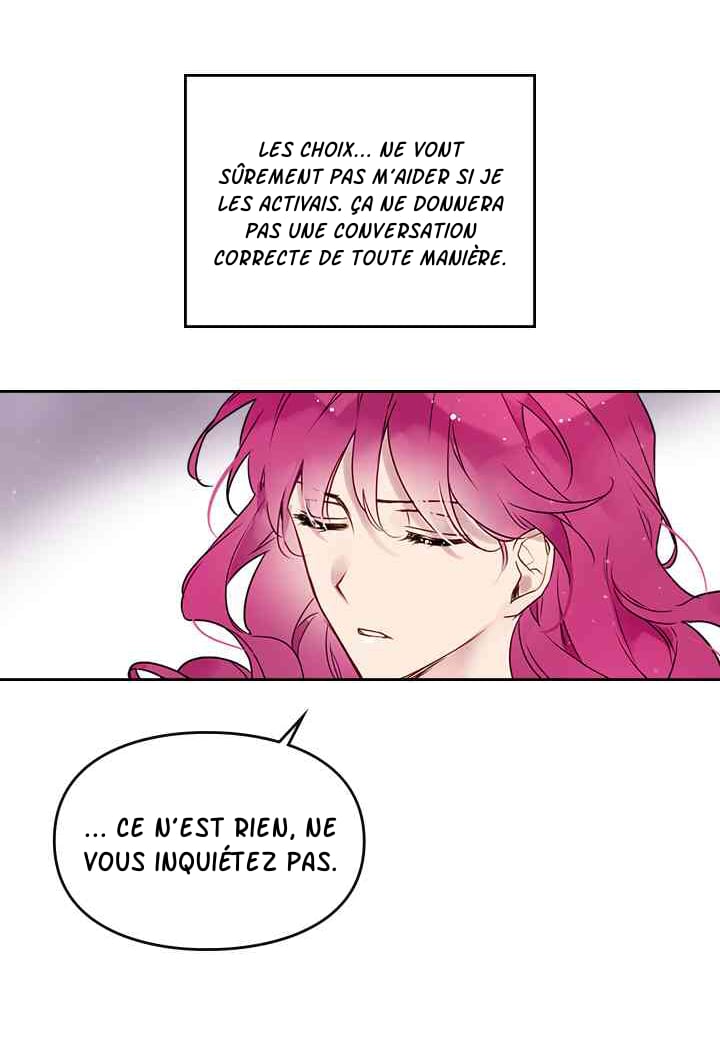 LES CHOIX... NE VONT
SÛREMENT PAS M'AIDER SI JE
LES ACTIVAIS. ÇA NE DONNERA
PAS UNE CONVERSATION
CORRECTE DE TOUTE MANIÈRE.
... CE N'EST RIEN, NE
VOUS INQUIÉTEZ PAS.